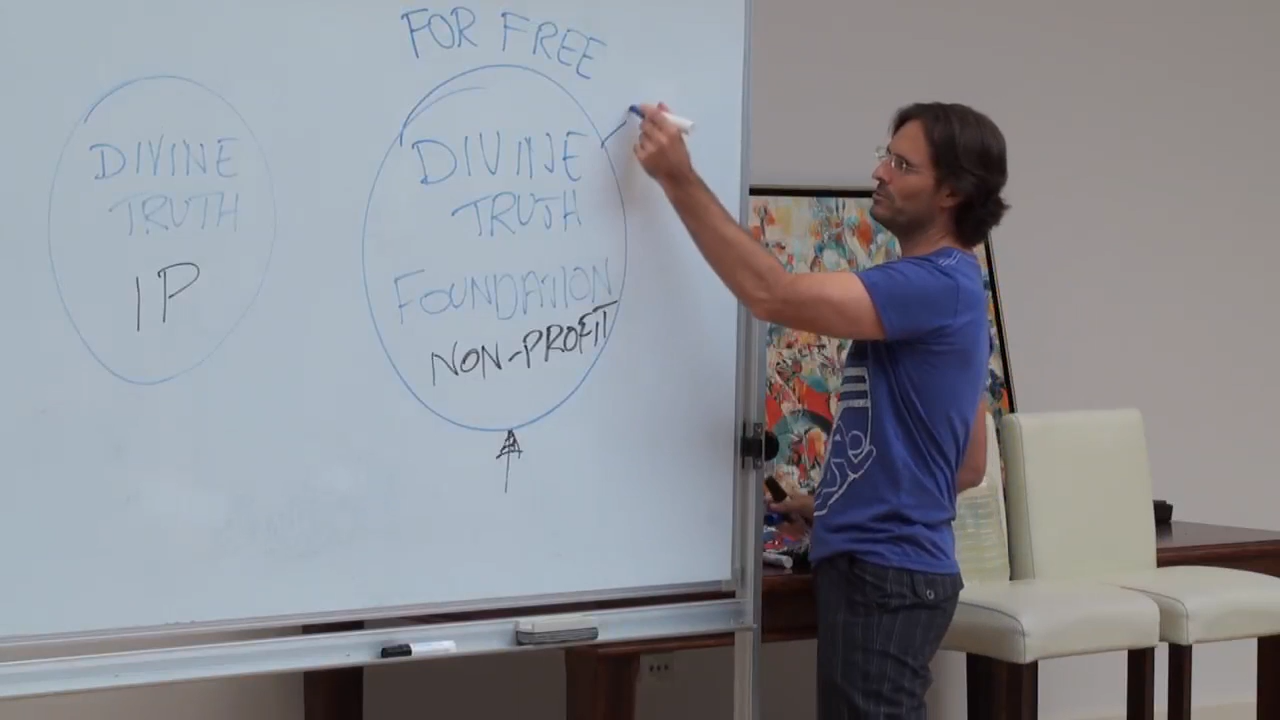 FOR FREE
DIVINE
TRUTH
IP
DIVINE
TRUTH
FOUNDATION
NON-PROFIT